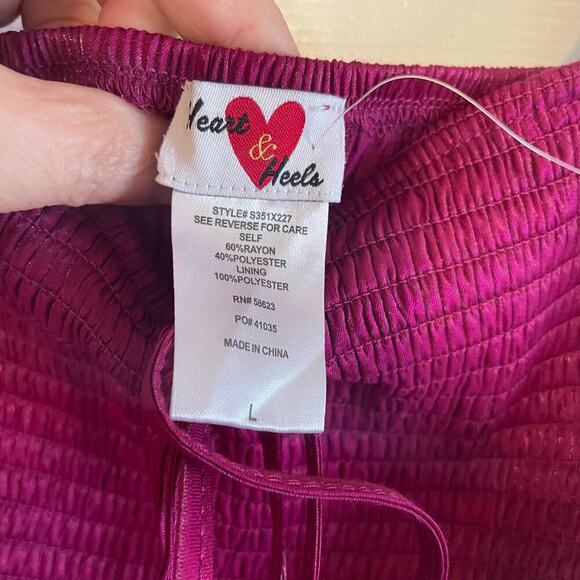 Heart
&
Heels
STYLE# S351X227
SEE REVERSE FOR CARE
SELF
60%RAYON
40%POLYESTER
LINING
100%POLYESTER
RN# 58623
PO# 41035
MADE IN CHINA
L